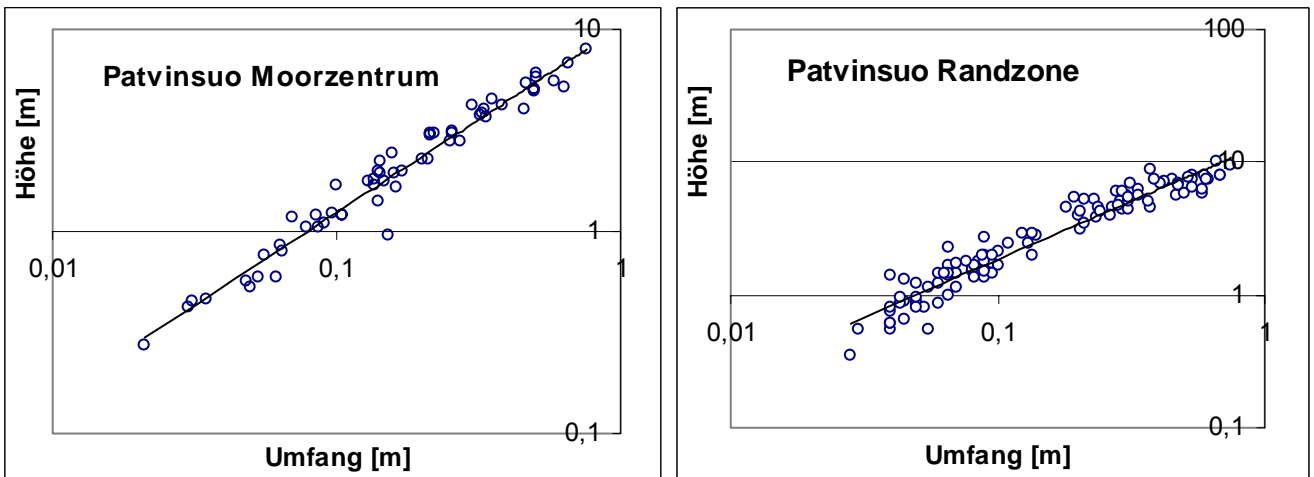 Patvinsuo Moorzentrum
Höhe [m]
10
1
0,1
0,01
0,1
1
Umfang [m]
Patvinsuo Randzone
Höhe [m]
100
10
1
0,1
0,01
0,1
1
Umfang [m]